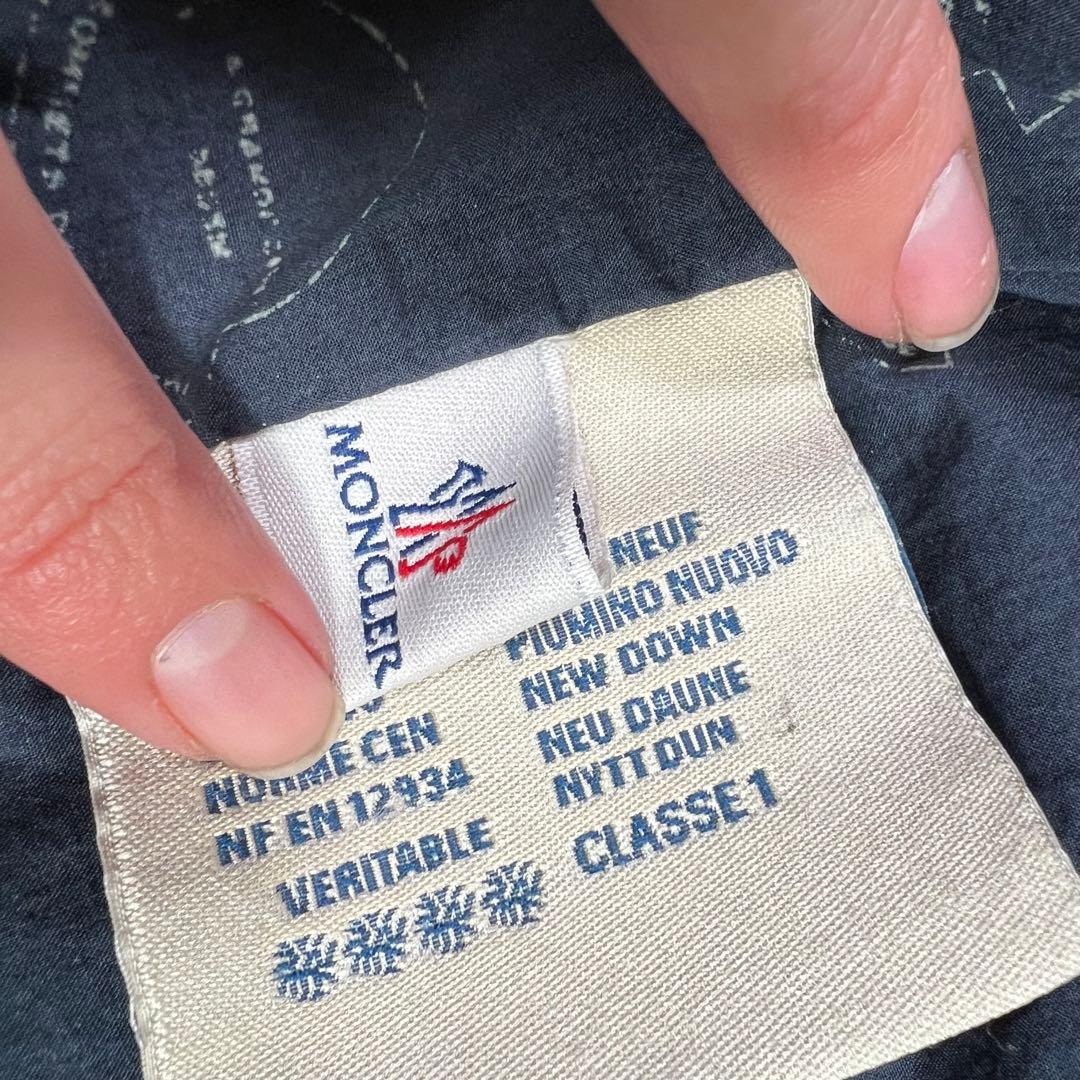 MONCLER
NEUF
PIUMINO NUOVO
NEW DOWN
NEU DAUNE
NYTT DUN
CLASSE 1
NORME CEN
NF EN 12934
VERITABLE